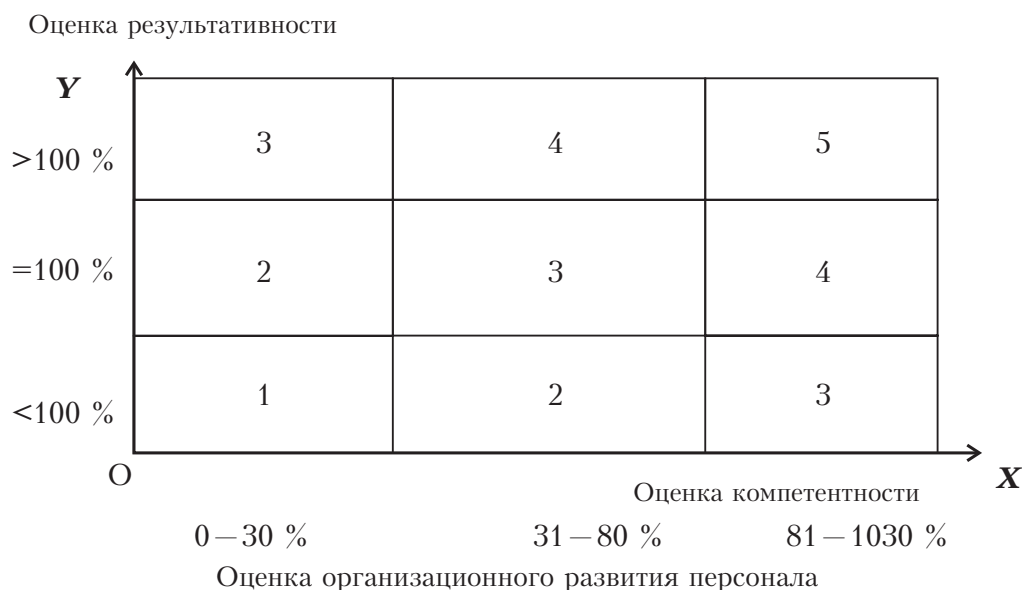 Оценка результативности
Y
>100 %
3
4
5
=100 %
2
3
4
<100 %
1
2
3
O
X
Оценка компетентности
0–30 %
31–80 %
81–1030 %
Оценка организационного развития персонала